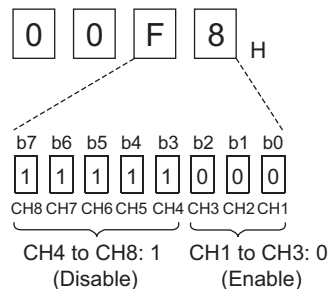 0 0 F 8 H
b7 b6 b5 b4 b3 b2 b1 b0
1 1 1 1 1 0 0 0
CH8 CH7 CH6 CH5 CH4 CH3 CH2 CH1
CH4 to CH8: 1 CH1 to CH3: 0
(Disable) (Enable)